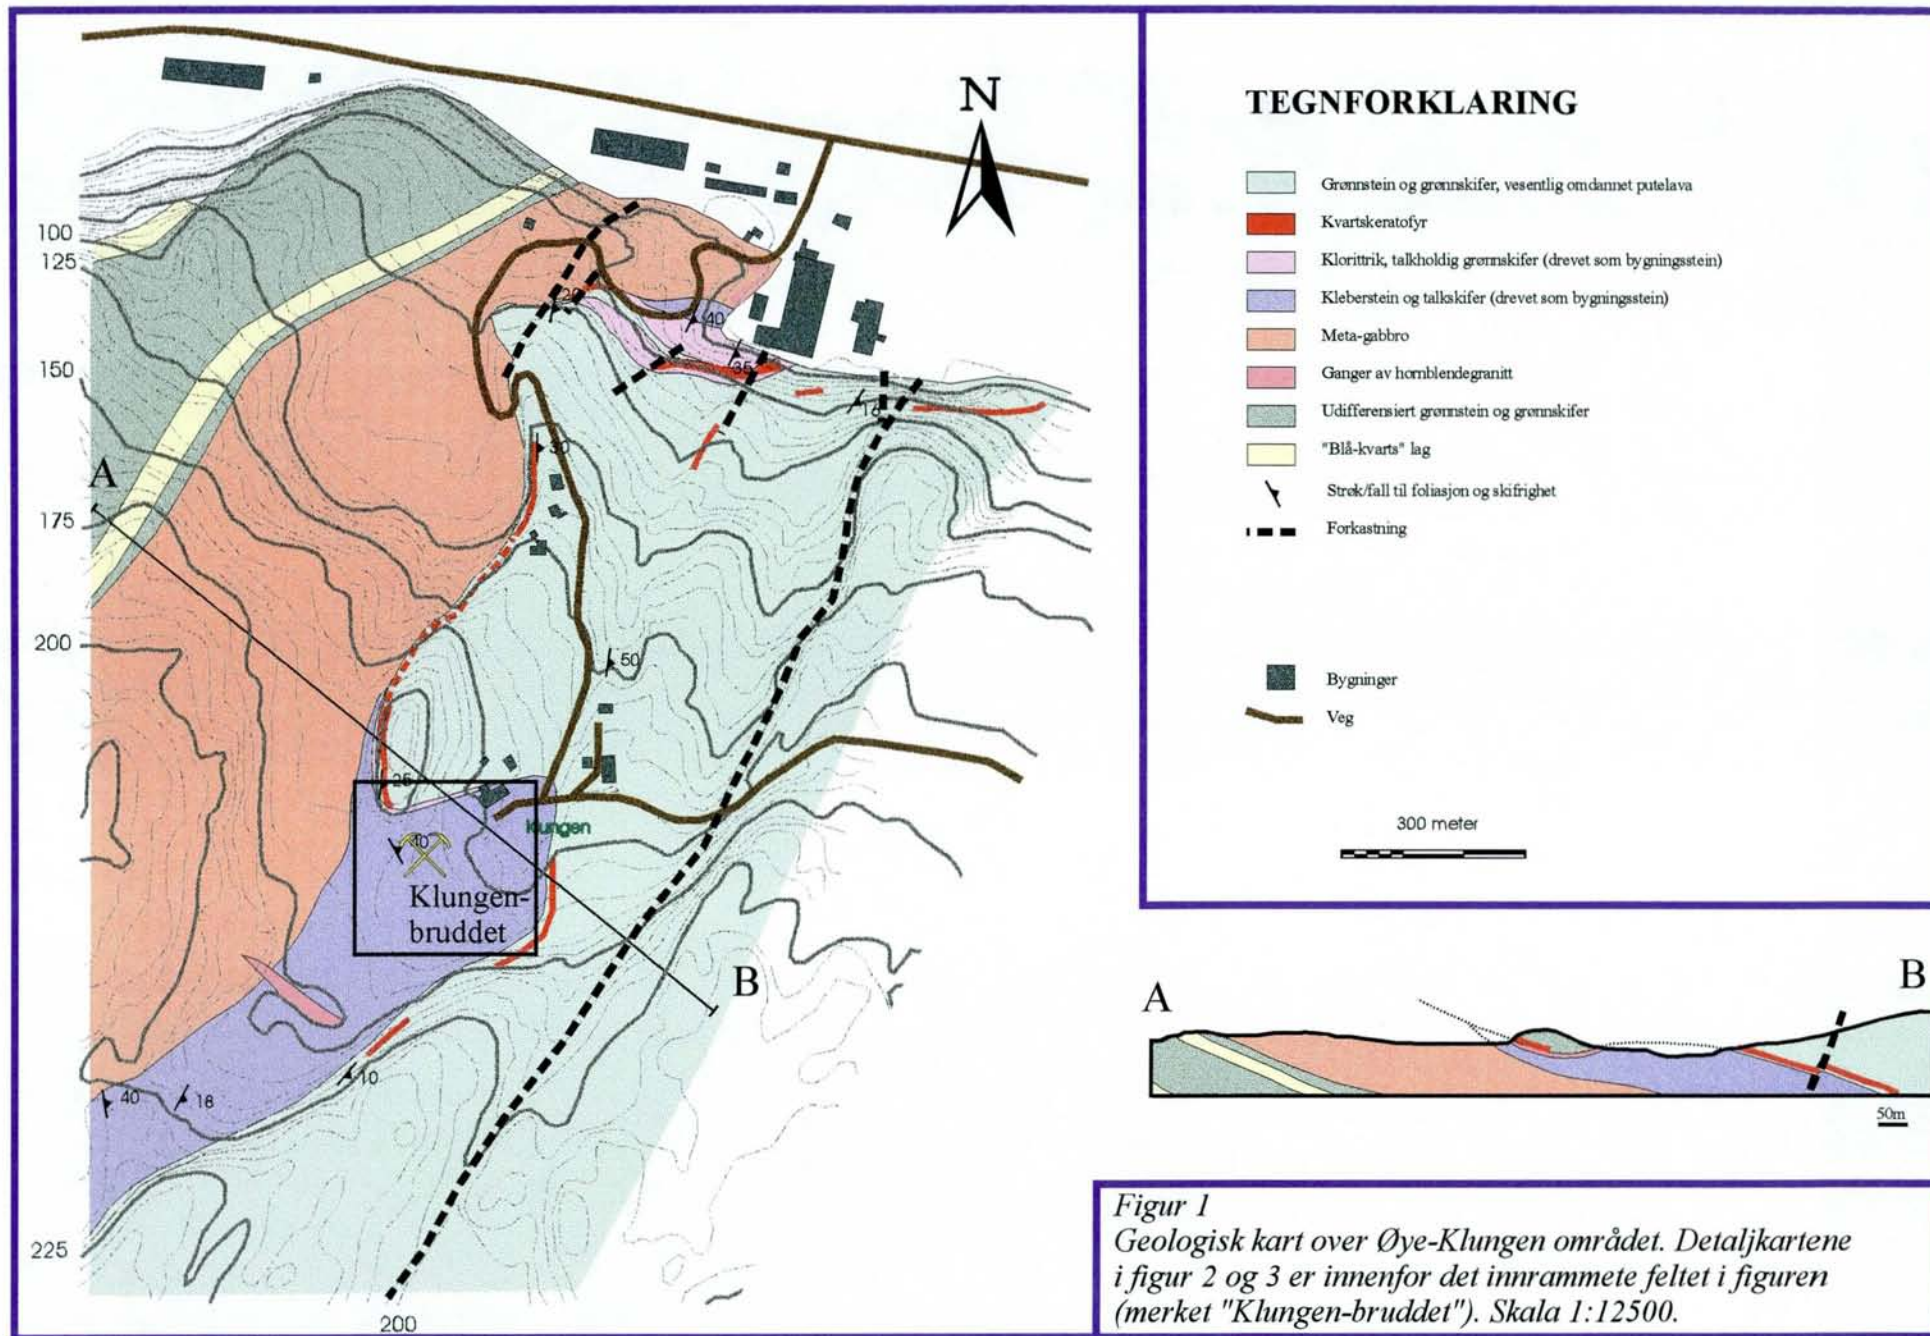 N
100
125
150
A
175
200
225
200
25
40
35
16
30
50
25
40
Klungen
Klungen-
bruddet
B
10
40
18
TEGNFORKLARING
Grønnstein og grønnskifer, vesentlig omdannet putelava
Kvartskeratofyr
Klorittrik, talkholdig grønnskifer (drevet som bygningsstein)
Kleberstein og talkskifer (drevet som bygningsstein)
Meta-gabbro
Ganger av hornblendegranitt
Udifferensiert grønnstein og grønnskifer
"Blå-kvarts" lag
Strøk/fall til foliasjon og skifrighet
Forkastning
Bygninger
Veg
300 meter
A
B
50m
Figur 1
Geologisk kart over Øye-Klungen området. Detaljkartene
i figur 2 og 3 er innenfor det innrammete feltet i figuren
(merket "Klungen-bruddet"). Skala 1:12500.